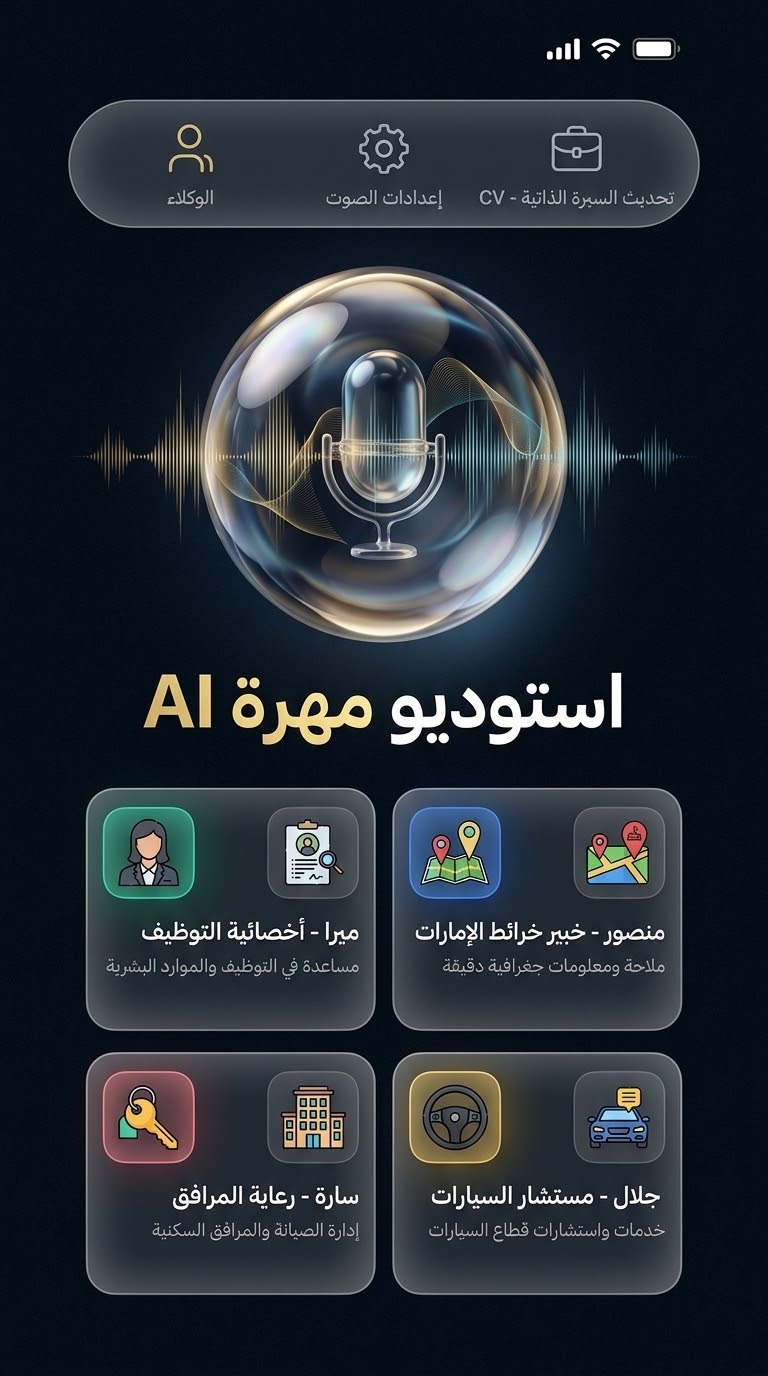 تحديث السيرة الذاتية - CV
إعدادات الصوت
الوكلاء
استوديو مهرة AI
منصور - خبير خرائط الإمارات
ملاحة ومعلومات جغرافية دقيقة
ميرا - أخصائية التوظيف
مساعدة في التوظيف والموارد البشرية
جلال - مستشار السيارات
خدمات واستشارات قطاع السيارات
سارة - رعاية المرافق
إدارة الصيانة والمرافق السكنية